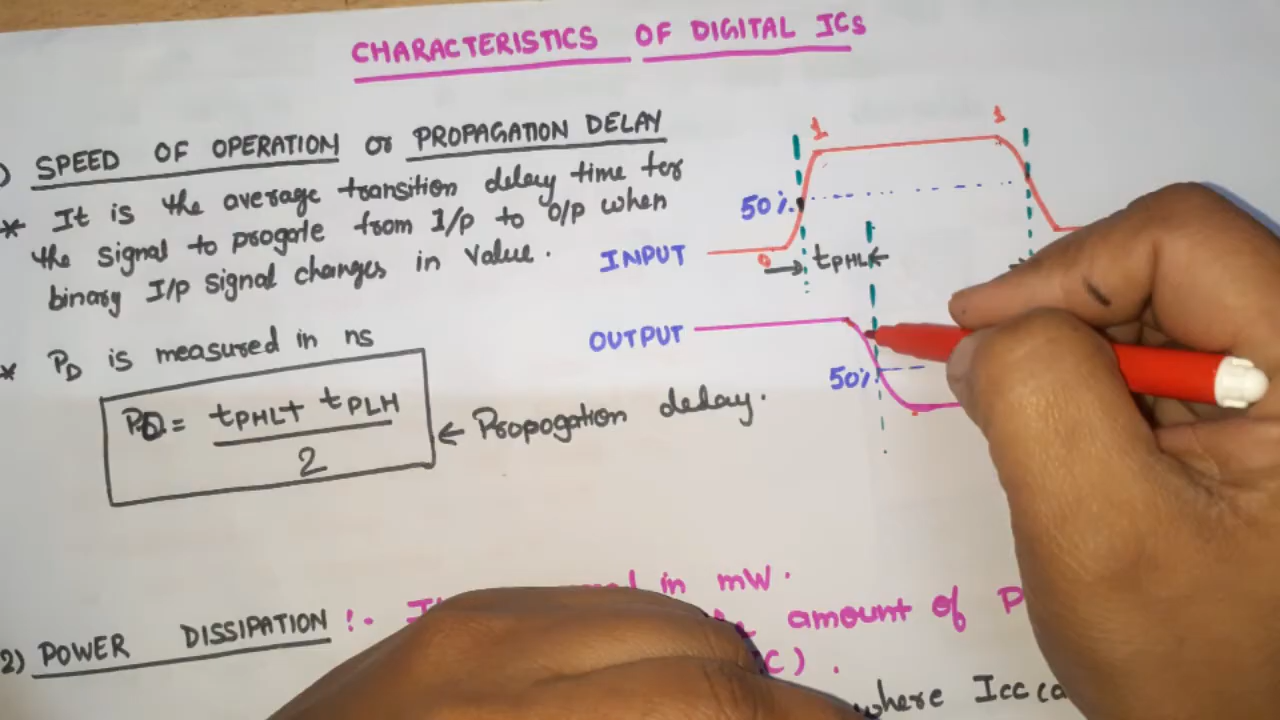 CHARACTERISTICS OF DIGITAL ICs
) SPEED OF OPERATION or PROPAGATION DELAY
* It is the average transition delay time for
the signal to progate from I/p to O/p when
binary I/p signal changes in value.
* PD is measured in ns
PD = tPHL + tPLH
2
← Propogation delay.
1 1
50%
INPUT 0 → tPHL ←
OUTPUT
50%
2) POWER DISSIPATION :- in mW.
amount of
C).
where Icc